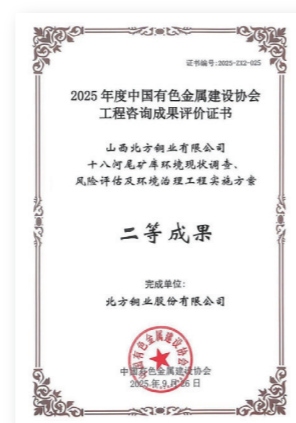 证书编号:2025-ZX2-025
2025 年度中国有色金属建设协会
工程咨询成果评价证书
山西北方铜业有限公司
十八河尾矿库环境现状调查、
风险评估及环境治理工程实施方案
二等成果
完成单位:
北方铜业股份有限公司
中国有色金属建设协会
2025年9月16日